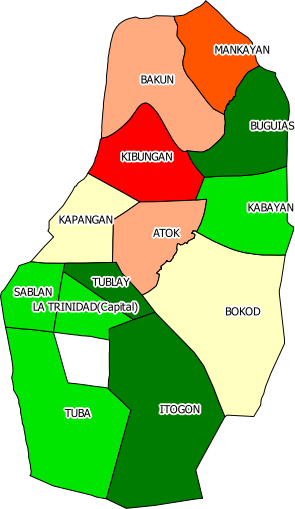 MANKAYAN
BAKUN
BUGUIAS
KIBUNGAN
KABAYAN
KAPANGAN
ATOK
TUBLAY
SABLAN
LA TRINIDAD(Capital)
BOKOD
TUBA
ITOGON